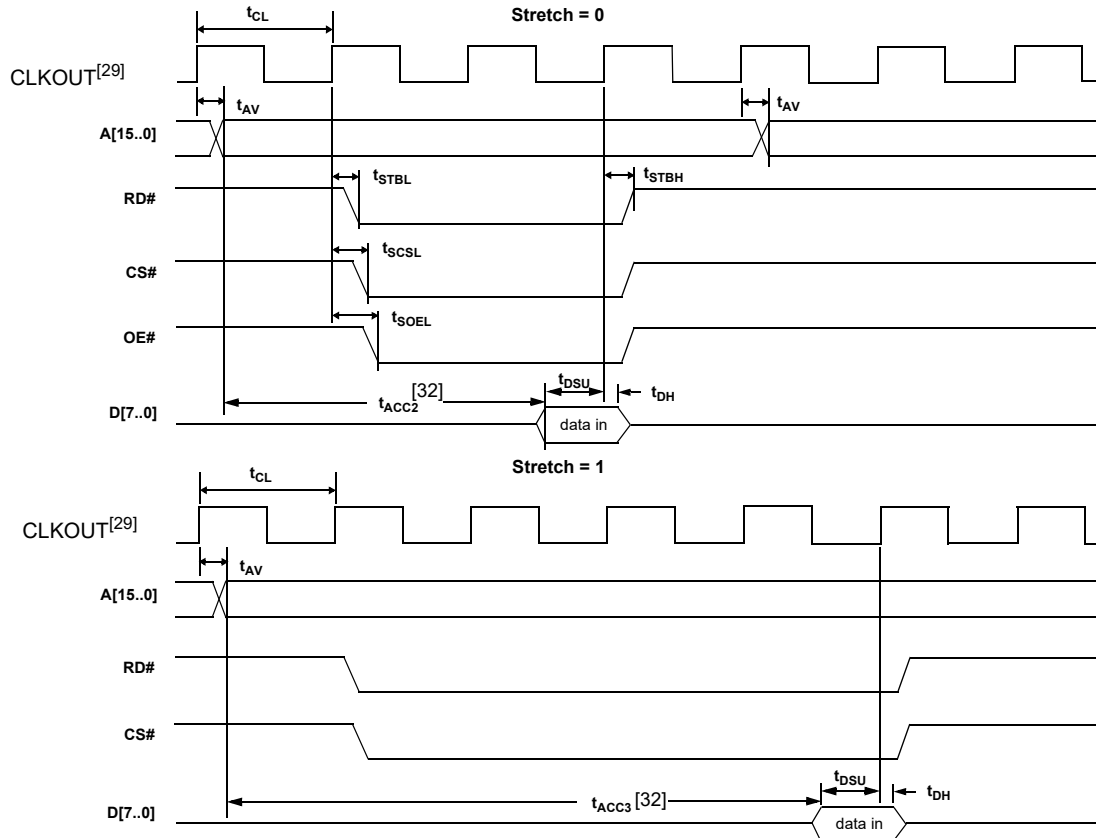 Stretch = 0
tCL
CLKOUT[29]
tAV
tAV
A[15..0]
tSTBL
tSTBH
RD#
tSCSL
CS#
tSOEL
OE#
tDSU
tACC2[32]
tDH
D[7..0]
data in
Stretch = 1
tCL
CLKOUT[29]
tAV
A[15..0]
RD#
CS#
tDSU
tACC3[32]
tDH
D[7..0]
data in